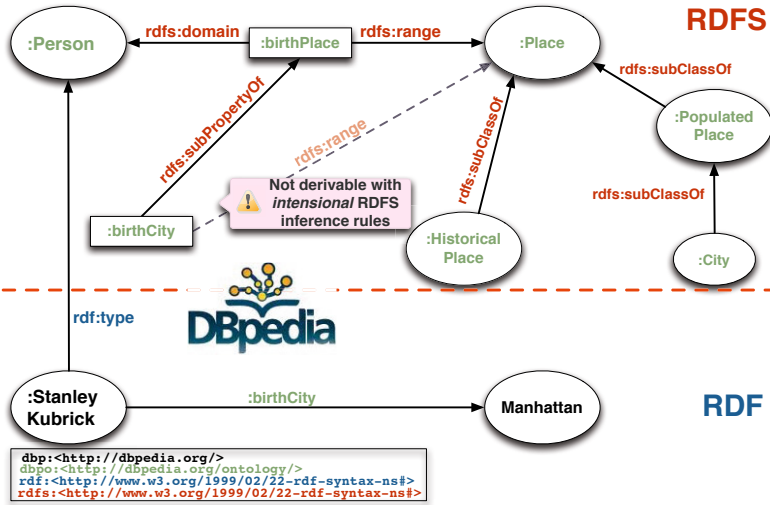 RDFS
:Person
rdfs:domain
:birthPlace
rdfs:range
:Place
rdfs:subClassOf
:Populated
Place
rdfs:subPropertyOf
rdfs:range
rdfs:subClassOf
rdfs:subClassOf
Not derivable with
intensional RDFS
inference rules
:birthCity
:Historical
Place
:City
rdf:type
DBpedia
:Stanley
Kubrick
:birthCity
Manhattan
RDF
dbp:<http://dbpedia.org/>
dbpo:<http://dbpedia.org/ontology/>
rdf:<http://www.w3.org/1999/02/22-rdf-syntax-ns#>
rdfs:<http://www.w3.org/1999/02/22-rdf-syntax-ns#>